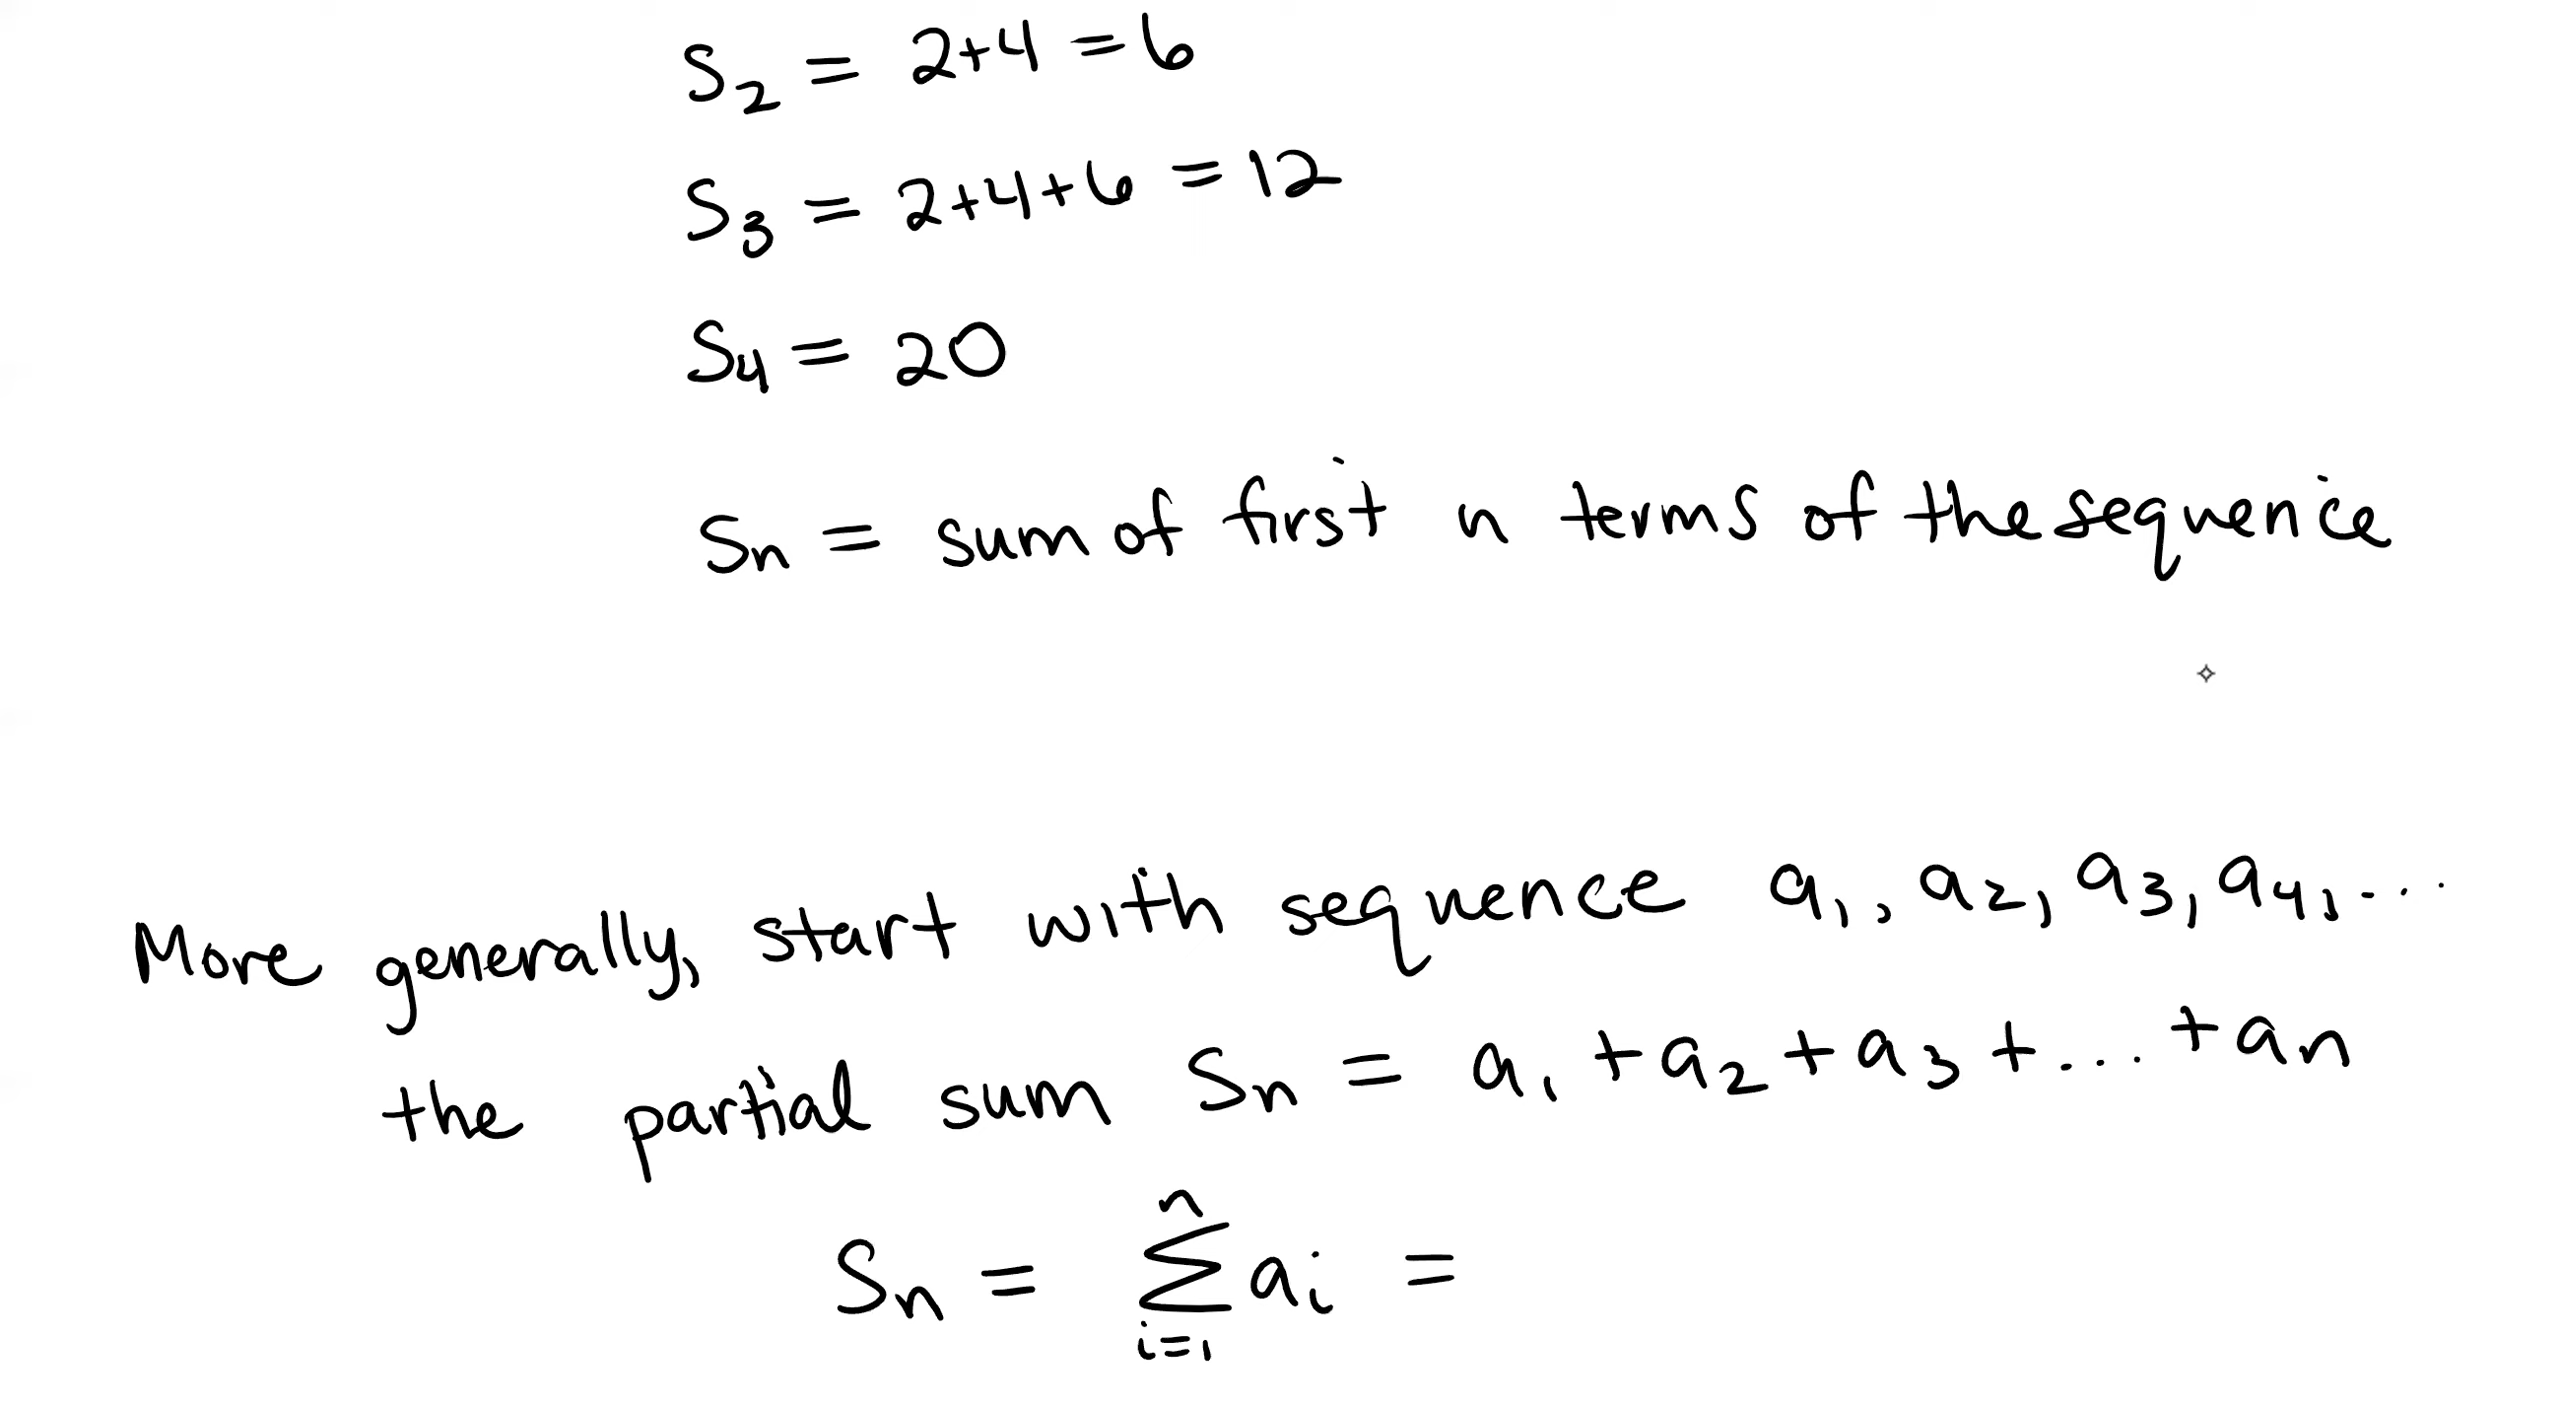 S₂ = 2+4 = 6
S₃ = 2+4+6 = 12
S₄ = 20
Sn = sum of first n terms of the sequence
More generally, start with sequence a₁, a₂, a₃, a₄, ...
the partial sum Sn = a₁ + a₂ + a₃ + ... + an
Sn = ∑_{i=1}^{n} ai =